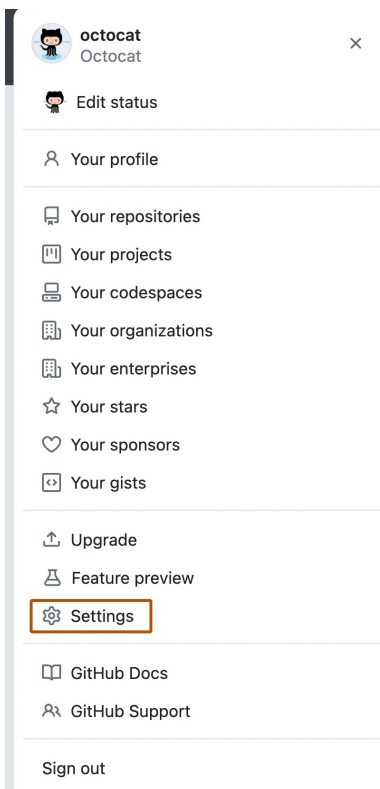 octocat
Octocat
Edit status
Your profile
Your repositories
Your projects
Your codespaces
Your organizations
Your enterprises
Your stars
Your sponsors
Your gists
Upgrade
Feature preview
Settings
GitHub Docs
GitHub Support
Sign out